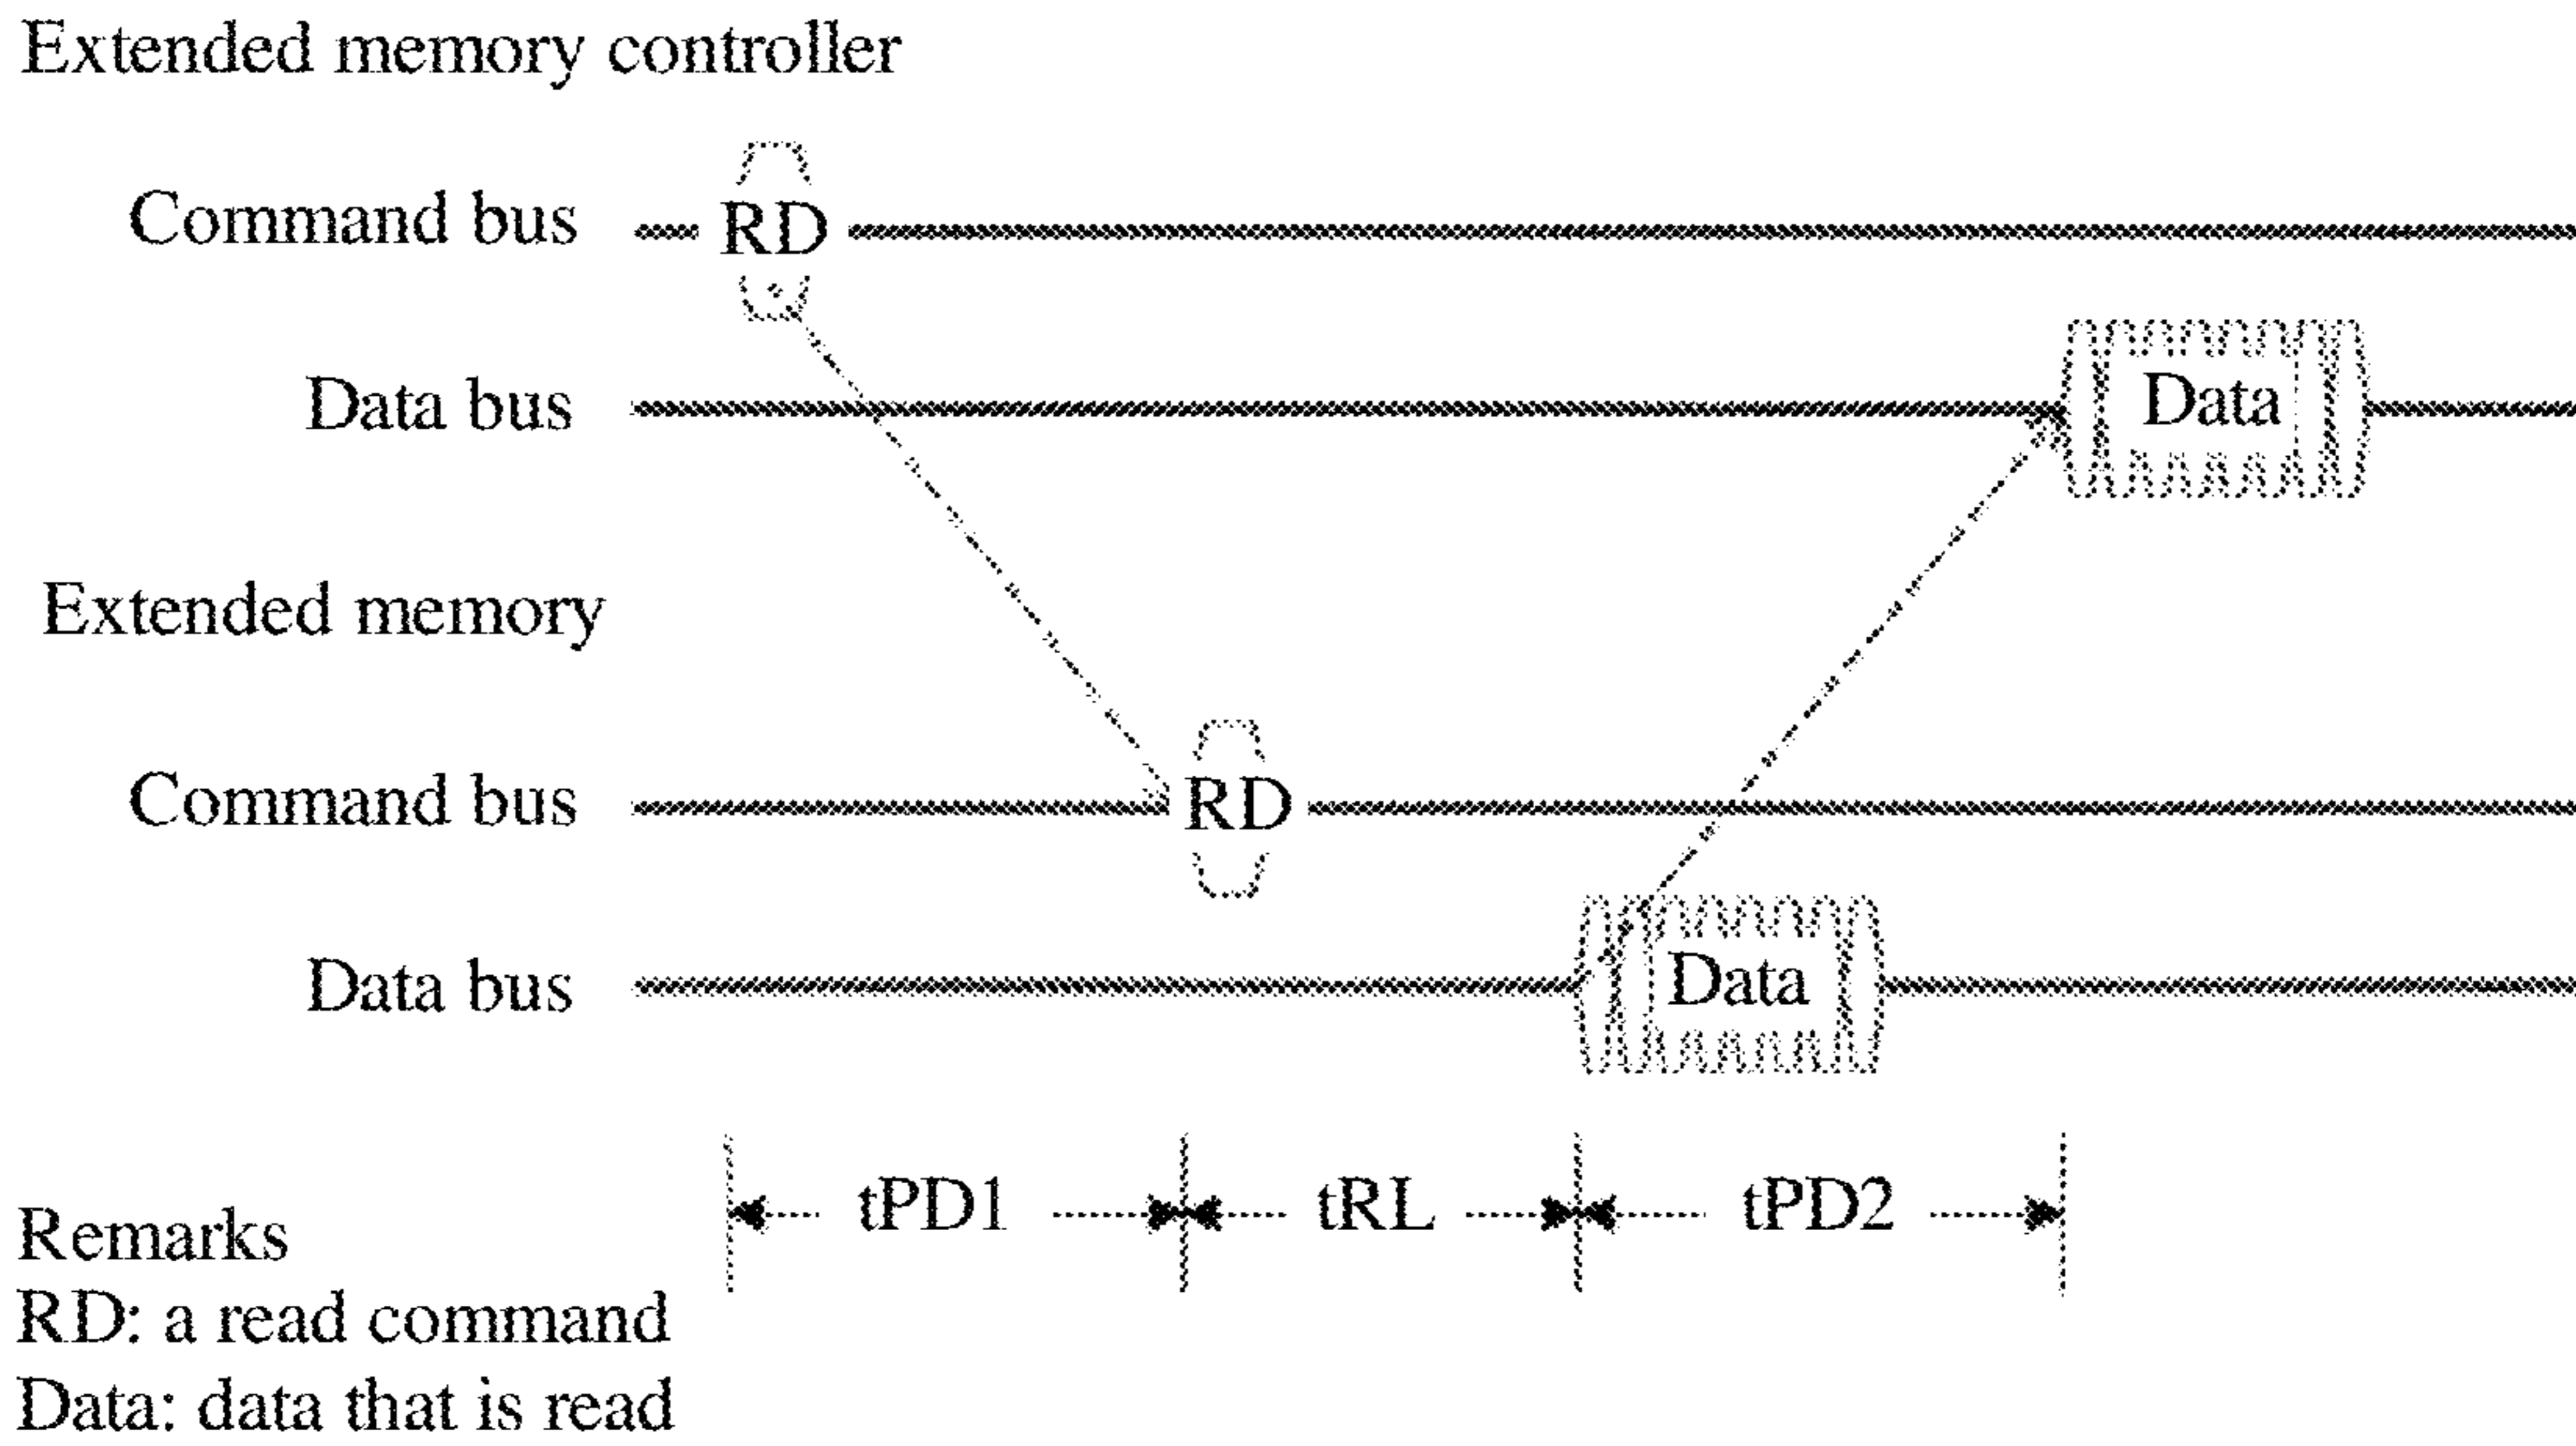 Extended memory controller
Command bus RD
Data bus Data
Extended memory
Command bus RD
Data bus Data
tPD1 tRL tPD2
Remarks
RD: a read command
Data: data that is read